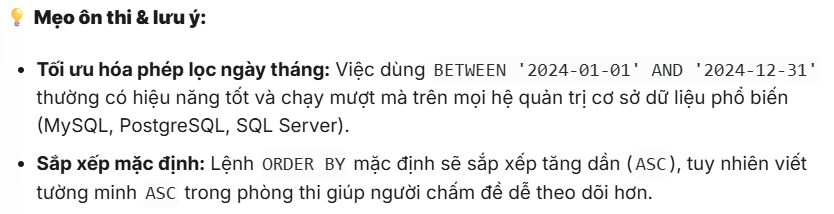 💡 Mẹo ôn thi & lưu ý:
• Tối ưu hóa phép lọc ngày tháng: Việc dùng BETWEEN '2024-01-01' AND '2024-12-31'
thường có hiệu năng tốt và chạy mượt mà trên mọi hệ quản trị cơ sở dữ liệu phổ biến
(MySQL, PostgreSQL, SQL Server).
• Sắp xếp mặc định: Lệnh ORDER BY mặc định sẽ sắp xếp tăng dần (ASC), tuy nhiên viết
tường minh ASC trong phòng thi giúp người chấm đề dễ theo dõi hơn.